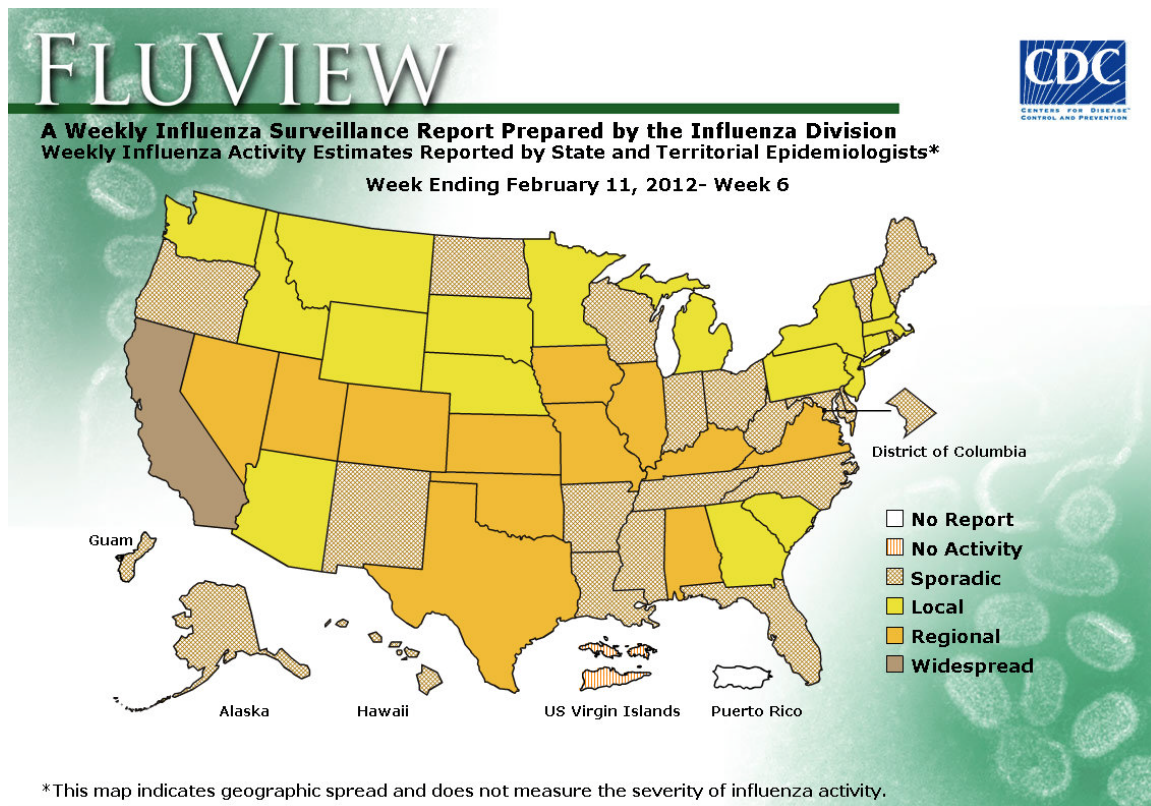 FLUVIEW
CDC
CENTERS FOR DISEASE™
CONTROL AND PREVENTION
A Weekly Influenza Surveillance Report Prepared by the Influenza Division
Weekly Influenza Activity Estimates Reported by State and Territorial Epidemiologists*
Week Ending February 11, 2012- Week 6
District of Columbia
Guam
No Report
No Activity
Sporadic
Local
Regional
Widespread
Alaska
Hawaii
US Virgin Islands
Puerto Rico
*This map indicates geographic spread and does not measure the severity of influenza activity.